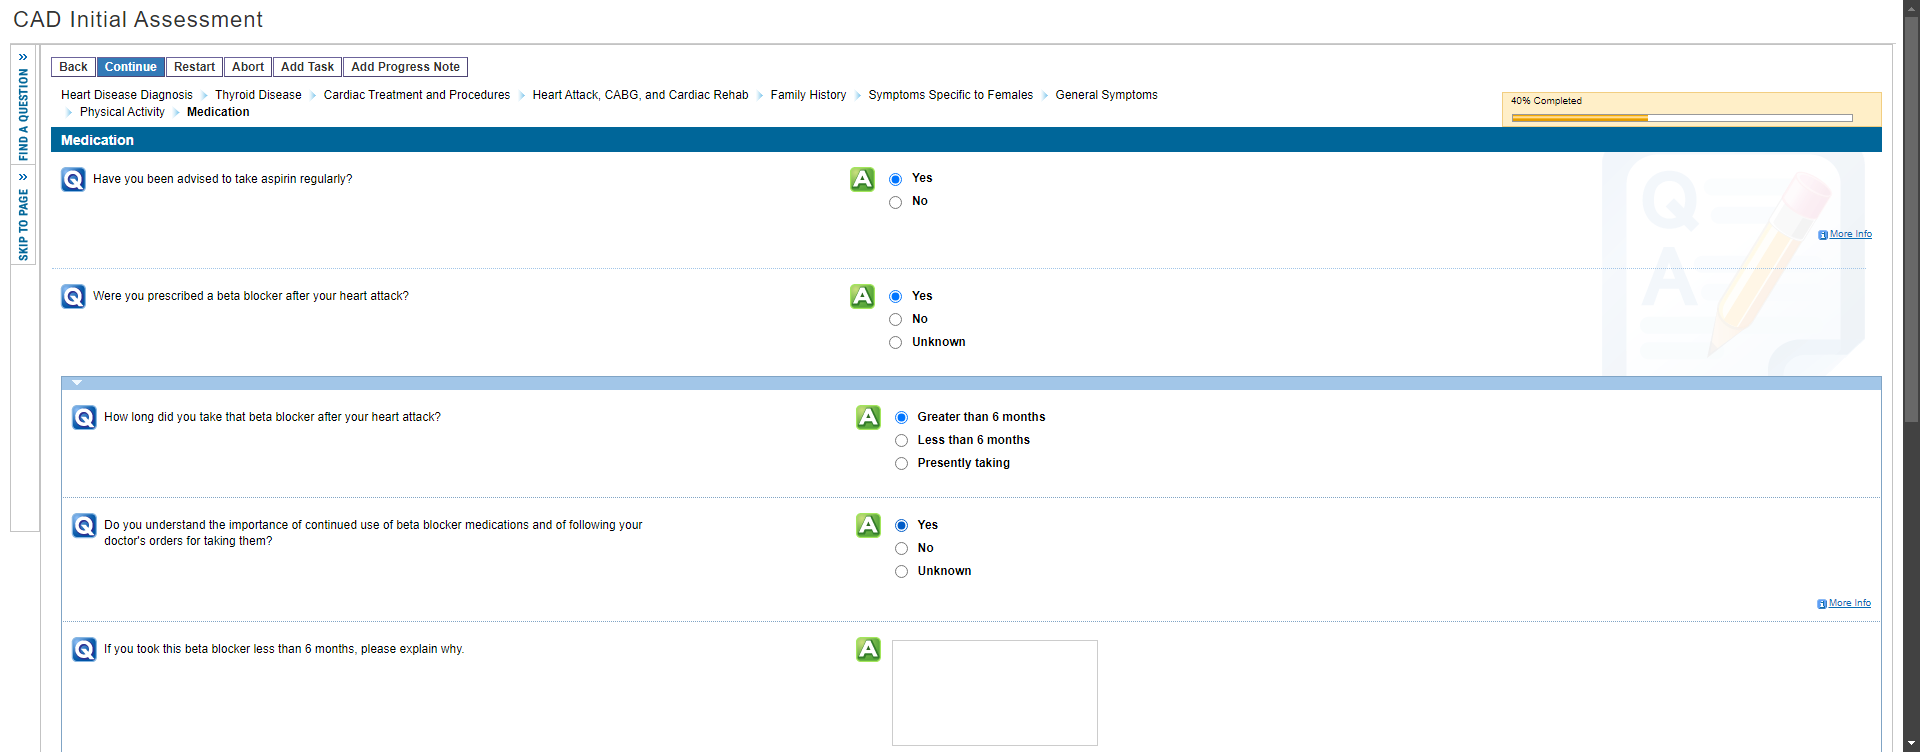 CAD Initial Assessment
» FIND A QUESTION
» SKIP TO PAGE
Back Continue Restart Abort Add Task Add Progress Note
Heart Disease Diagnosis Thyroid Disease Cardiac Treatment and Procedures Heart Attack, CABG, and Cardiac Rehab Family History Symptoms Specific to Females General Symptoms
Physical Activity Medication
40% Completed
Medication
Q Have you been advised to take aspirin regularly? A Yes
No
More Info
Q Were you prescribed a beta blocker after your heart attack? A Yes
No
Unknown
Q A
Q How long did you take that beta blocker after your heart attack? A Greater than 6 months
Less than 6 months
Presently taking
Q Do you understand the importance of continued use of beta blocker medications and of following your A Yes
doctor's orders for taking them?
No
Unknown
More Info
Q If you took this beta blocker less than 6 months, please explain why. A